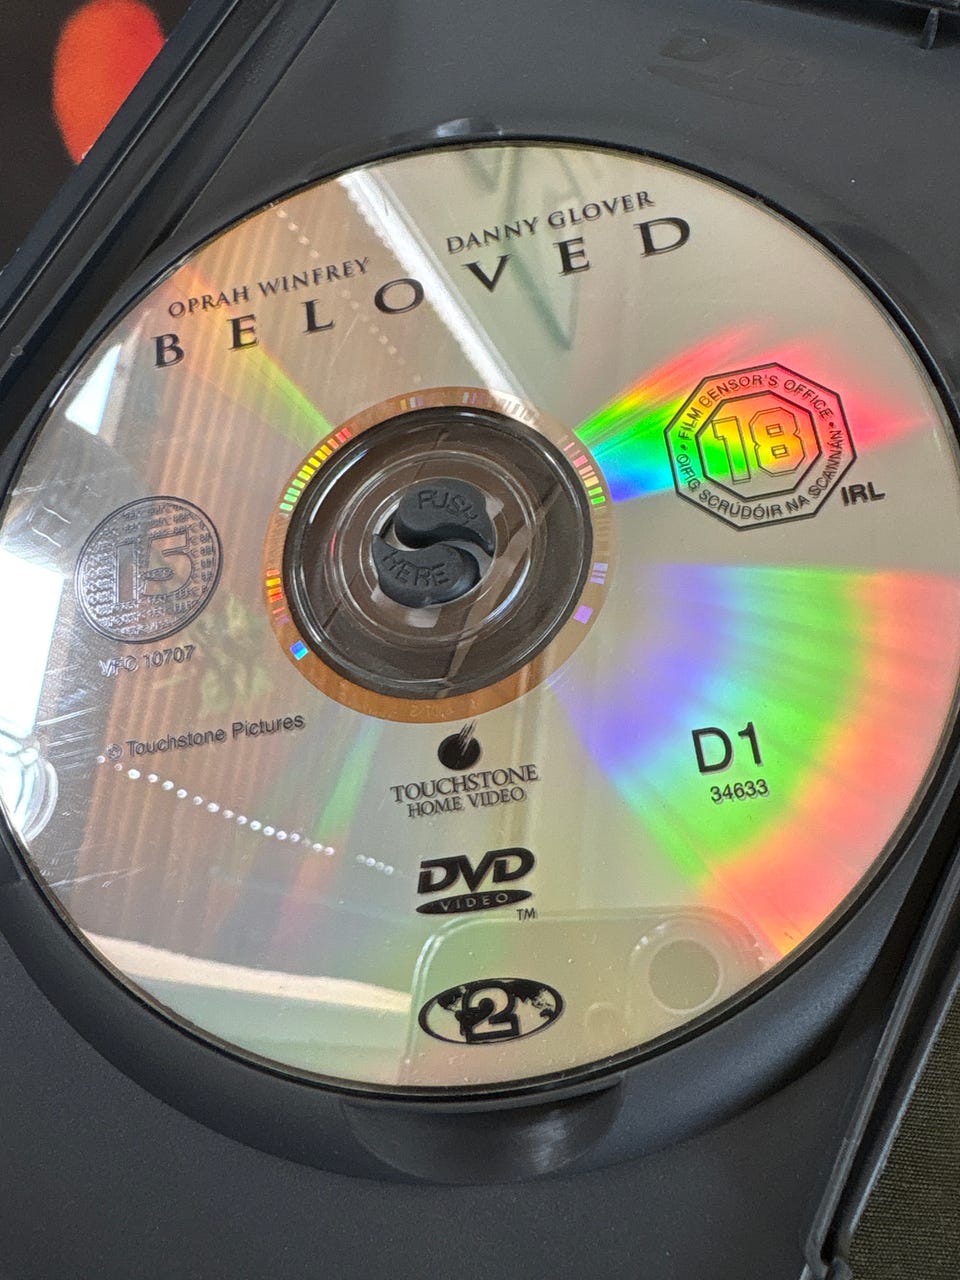 OPRAH WINFREY DANNY GLOVER
BELOVED
FILM CENSOR'S OFFICE
18
OIFIG SCRÚDÓIR NA SCANNÁN
IRL
15
VFC 10707
PUSH
HERE
© Touchstone Pictures
TOUCHSTONE
HOME VIDEO
D1
34633
DVD
VIDEO
TM
2